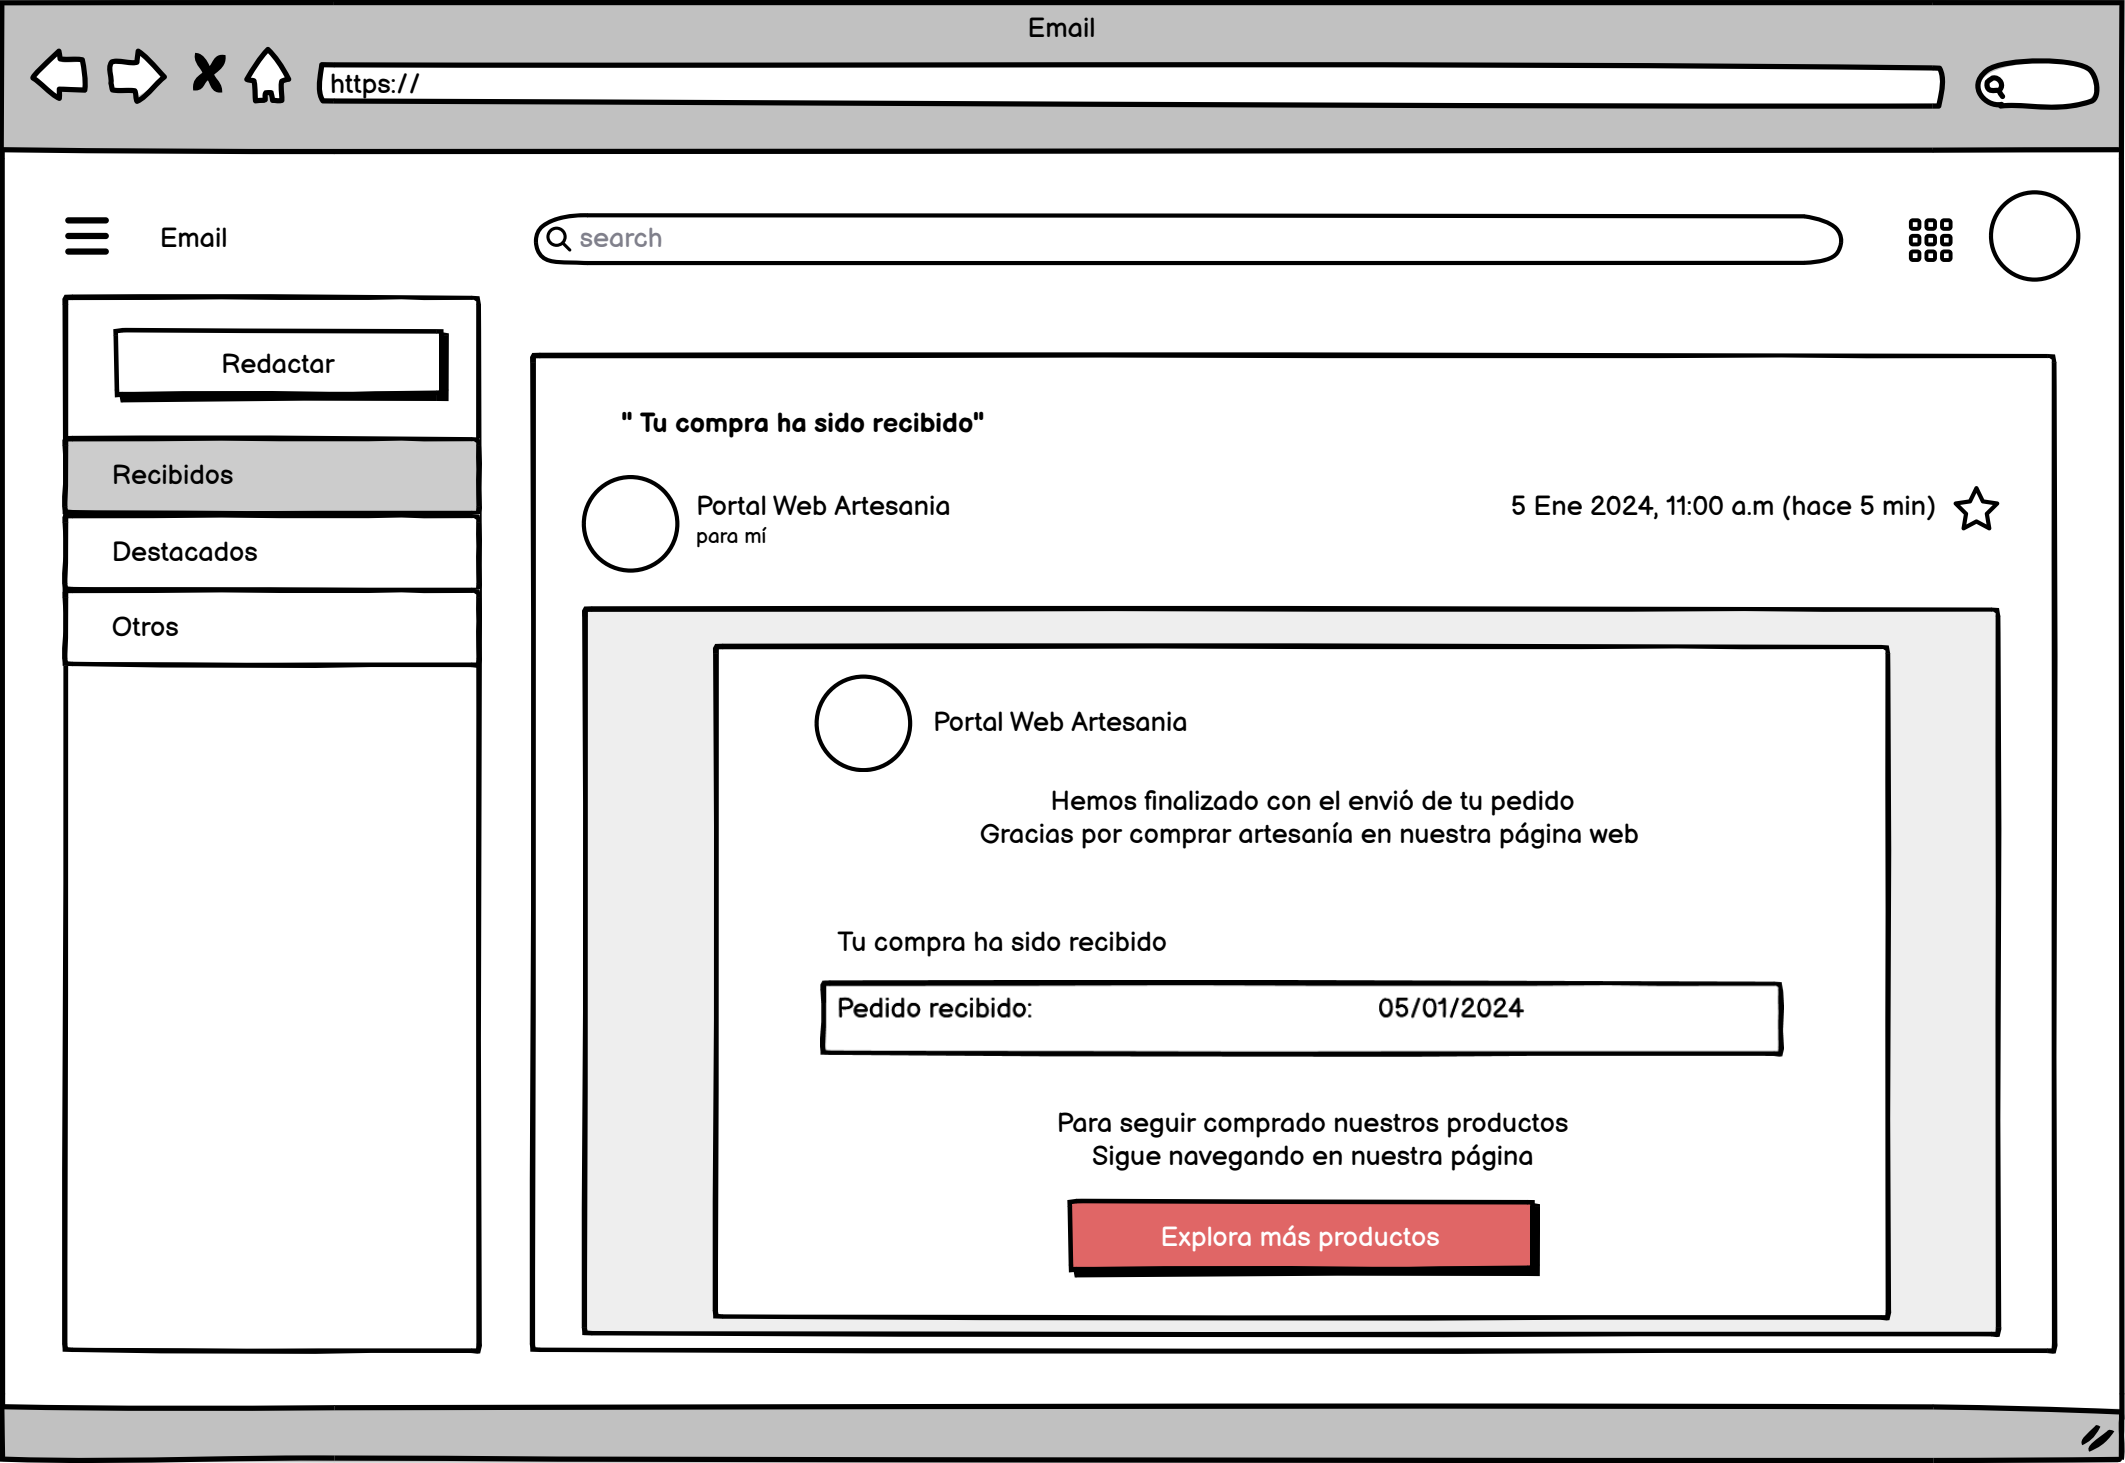 Email
https://
Email
search
Redactar
Recibidos
Destacados
Otros
" Tu compra ha sido recibido"
Portal Web Artesania
5 Ene 2024, 11:00 a.m (hace 5 min)
para mí
Portal Web Artesania
Hemos finalizado con el envió de tu pedido
Gracias por comprar artesanía en nuestra página web
Tu compra ha sido recibido
Pedido recibido: 05/01/2024
Para seguir comprado nuestros productos
Sigue navegando en nuestra página
Explora más productos